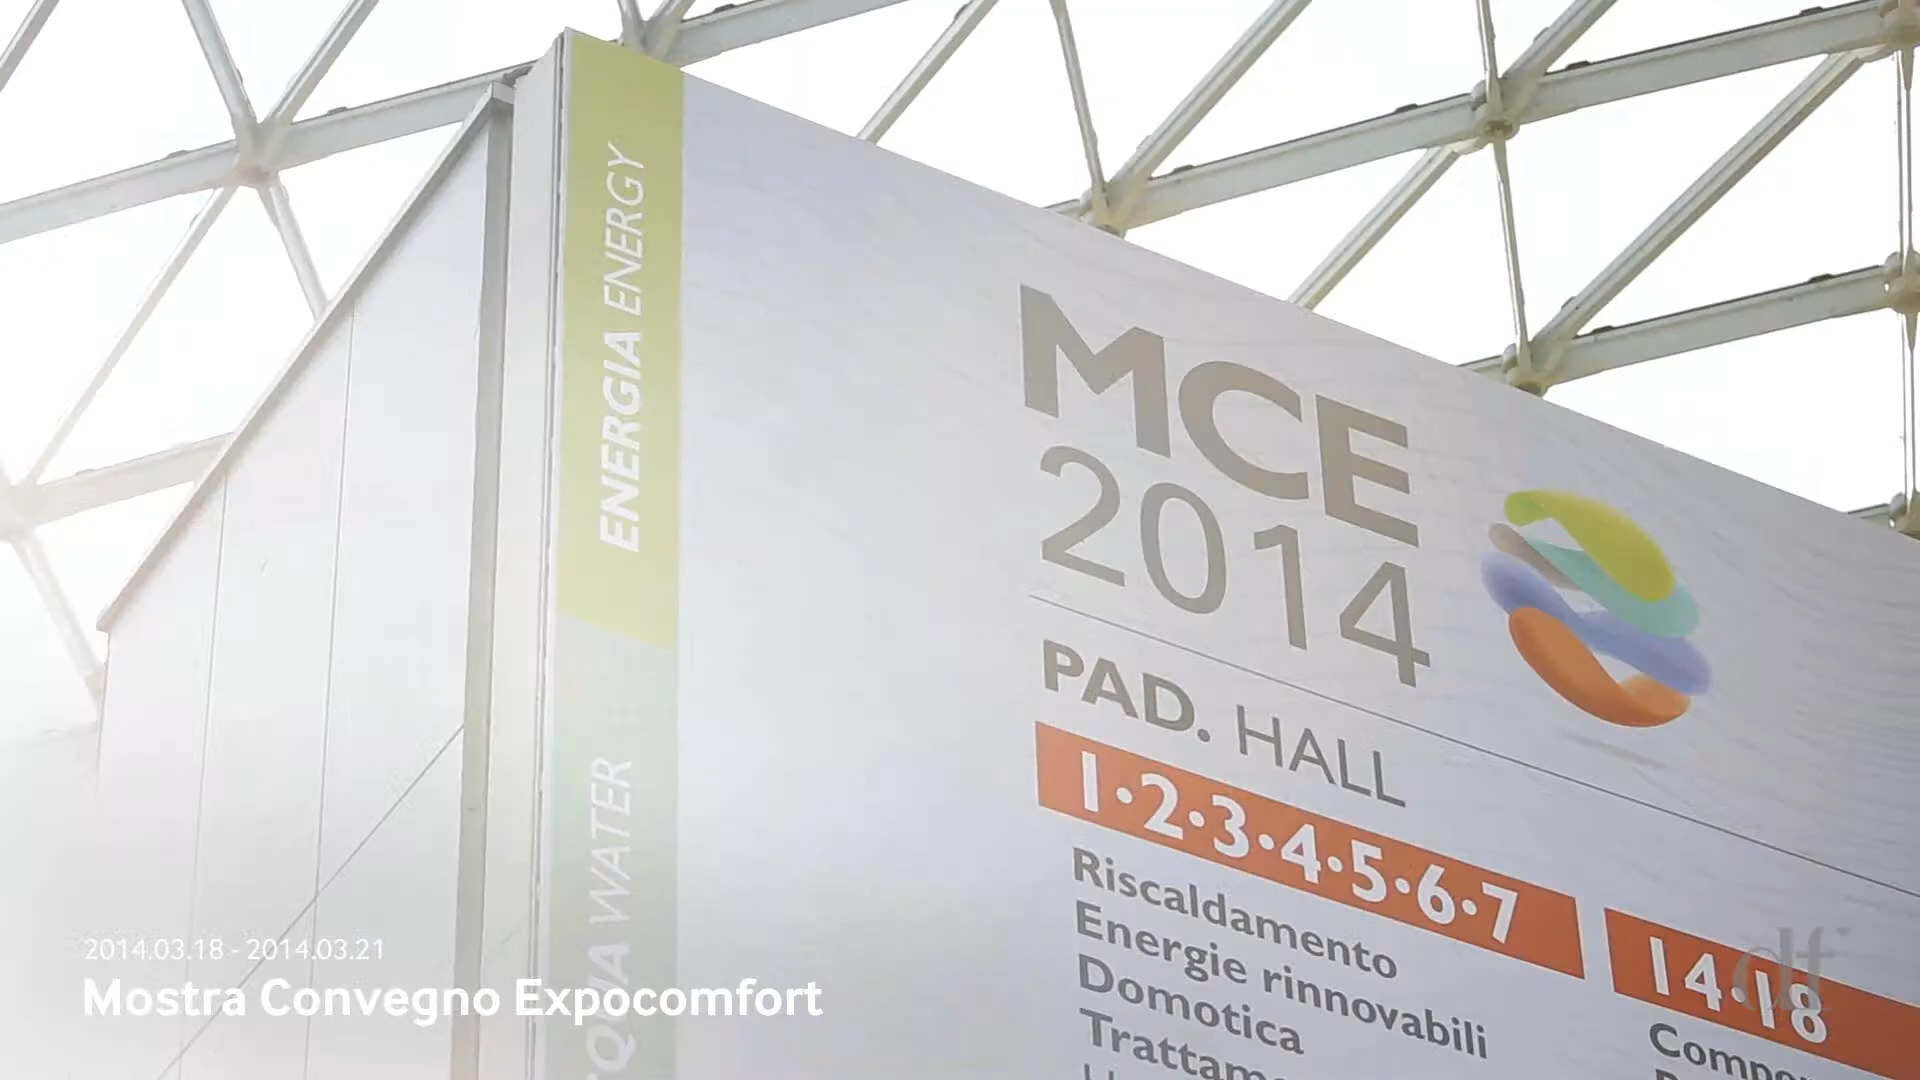 ENERGIA ENERGY
WATER
MCE
2014
PAD. HALL
1·2·3·4·5·6·7
14·18
Riscaldamento
Energie rinnovabili
Domotica
2014.03.18 - 2014.03.21
Mostra Convegno Expocomfort
df